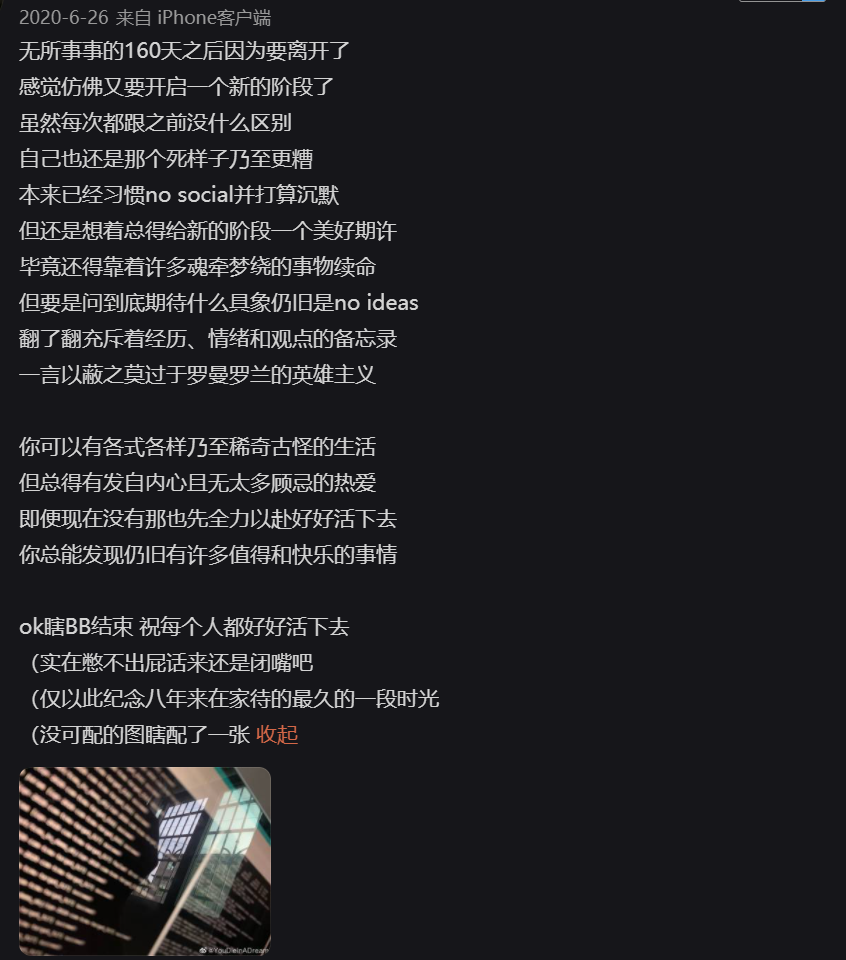 2020-6-26 来自 iPhone客户端
无所事事的160天之后因为要离开了
感觉仿佛又要开启一个新的阶段了
虽然每次都跟之前没什么区别
自己也还是那个死样子乃至更糟
本来已经习惯no social并打算沉默
但还是想着总得给新的阶段一个美好期许
毕竟还得靠着许多魂牵梦绕的事物续命
但要是问到底期待什么具象仍旧是no ideas
翻了翻充斥着经历、情绪和观点的备忘录
一言以蔽之莫过于罗曼罗兰的英雄主义
你可以有各式各样乃至稀奇古怪的生活
但总得有发自内心且无太多顾忌的热爱
即便现在没有那也先全力以赴好好活下去
你总能发现仍旧有许多值得和快乐的事情
ok瞎BB结束 祝每个人都好好活下去
（实在憋不出屁话来还是闭嘴吧
（仅以此纪念八年来在家待的最久的一段时光
（没可配的图瞎配了一张 收起
@YouDieInADream